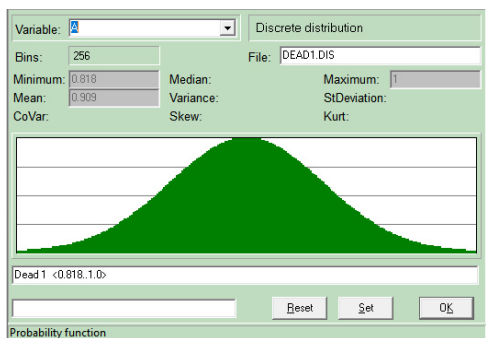 Variable: A Discrete distribution
Bins: 256 File: DEAD1.DIS
Minimum: 0.818 Median: Maximum: 1
Mean: 0.909 Variance: StDeviation:
CoVar: Skew: Kurt:
Dead 1 <0.818..1.0>
Reset Set OK
Probability function